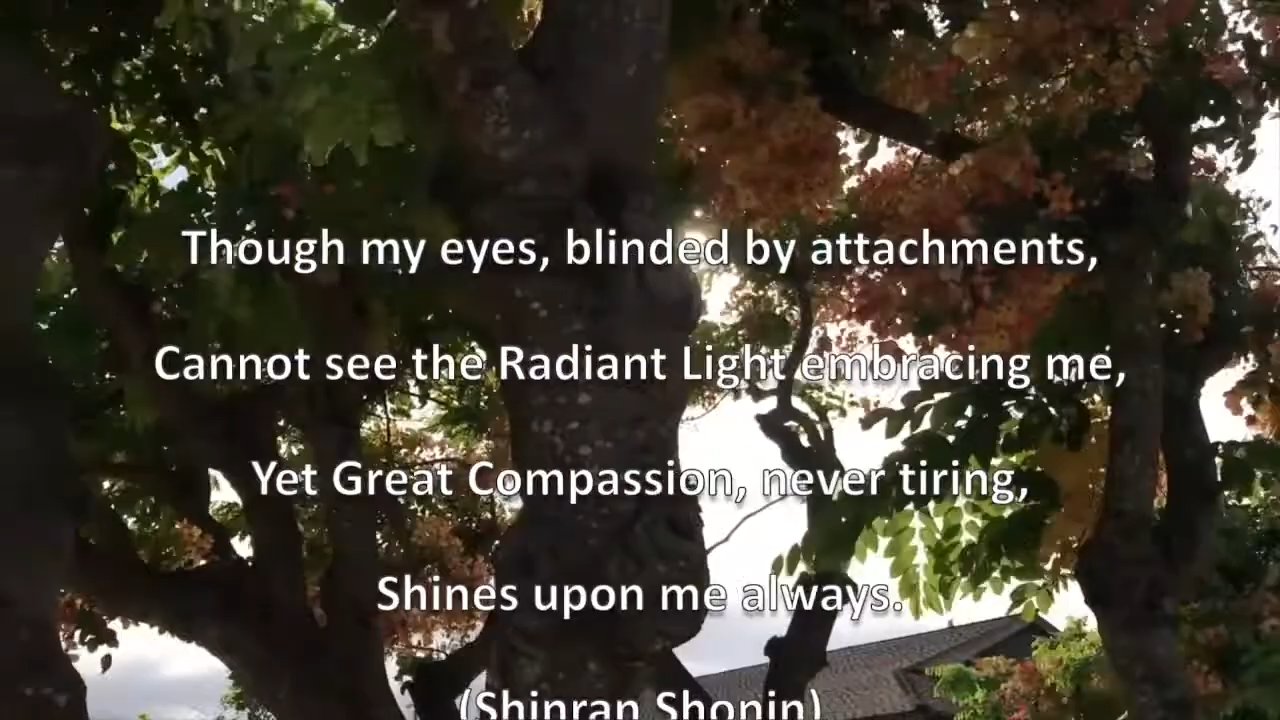 Though my eyes, blinded by attachments,
Cannot see the Radiant Light embracing me,
Yet Great Compassion, never tiring,
Shines upon me always.
(Shinran Shonin)